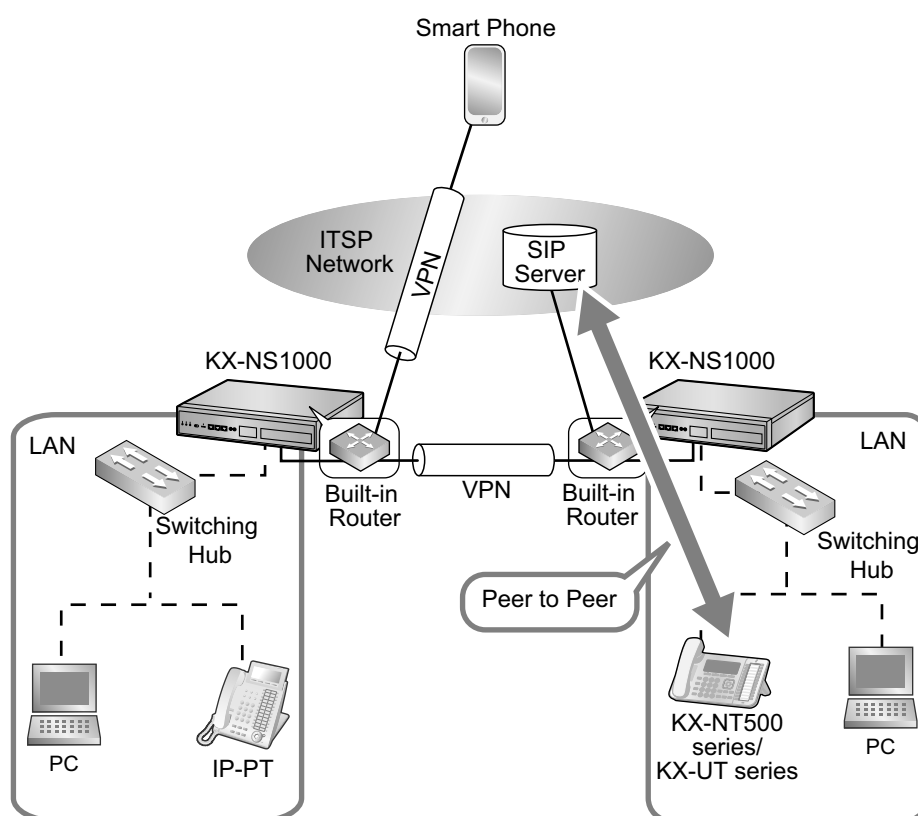 Smart Phone
ITSP
Network
VPN
SIP
Server
KX-NS1000
KX-NS1000
LAN
LAN
Built-in
Router
VPN
Built-in
Router
Switching
Hub
Switching
Hub
Peer to Peer
PC
IP-PT
KX-NT500
series/
KX-UT series
PC